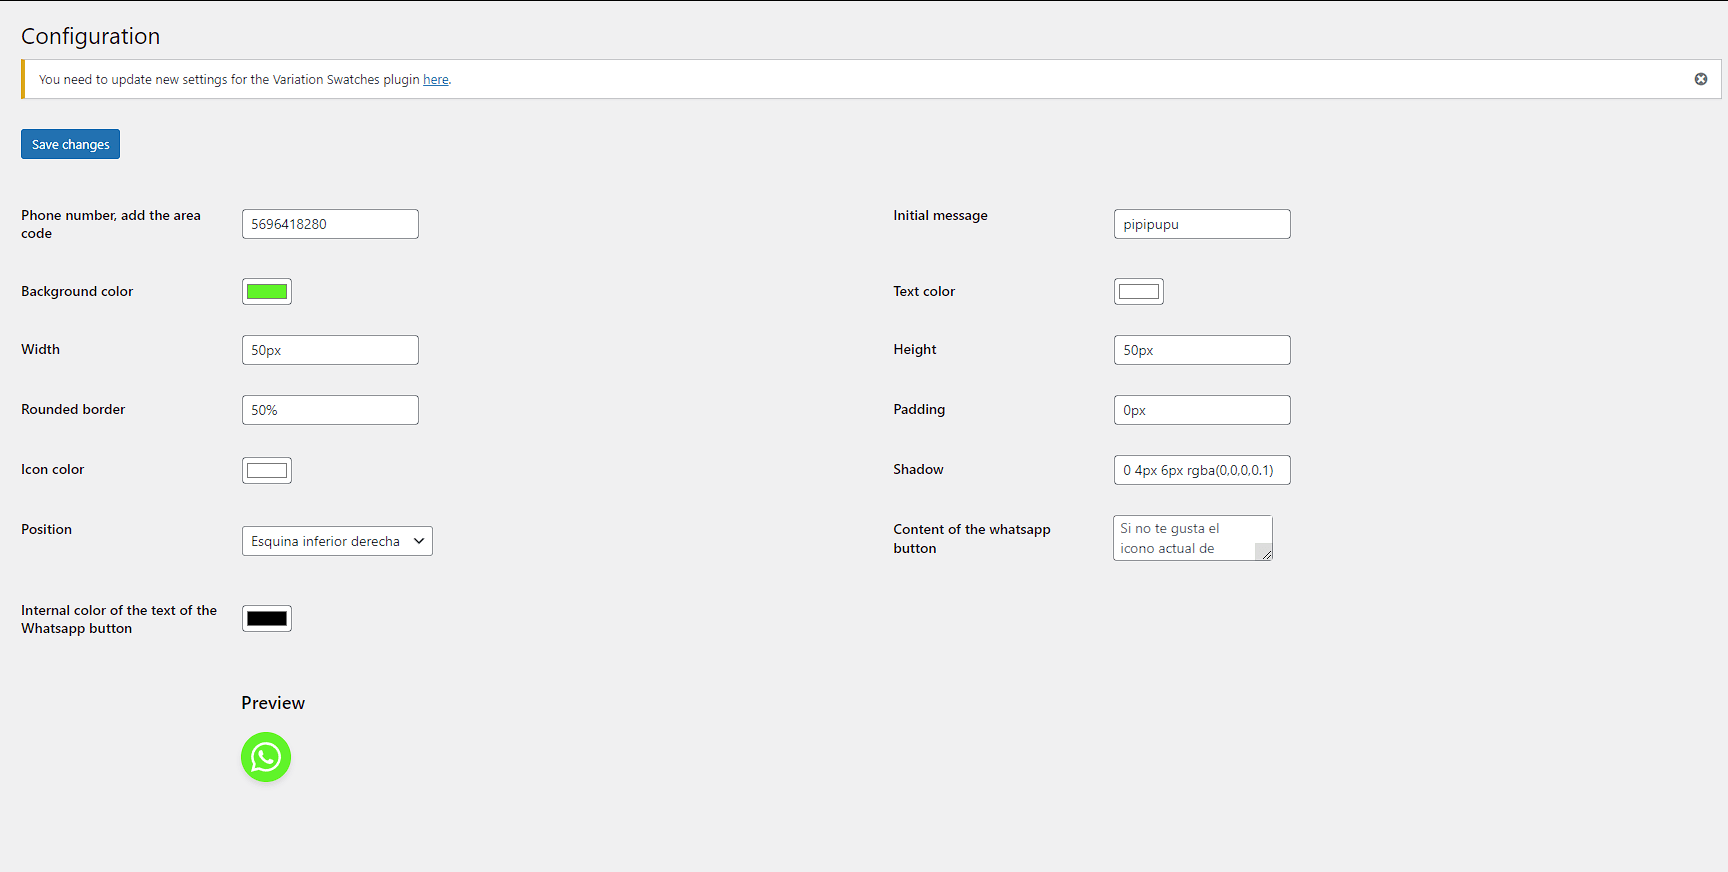 Configuration
You need to update new settings for the Variation Swatches plugin here.
Save changes
Phone number, add the area
code
5696418280
Initial message
pipipupu
Background color
Text color
Width
50px
Height
50px
Rounded border
50%
Padding
0px
Icon color
Shadow
0 4px 6px rgba(0,0,0,0.1)
Position
Esquina inferior derecha
Content of the whatsapp
button
Si no te gusta el
icono actual de
Internal color of the text of the
Whatsapp button
Preview